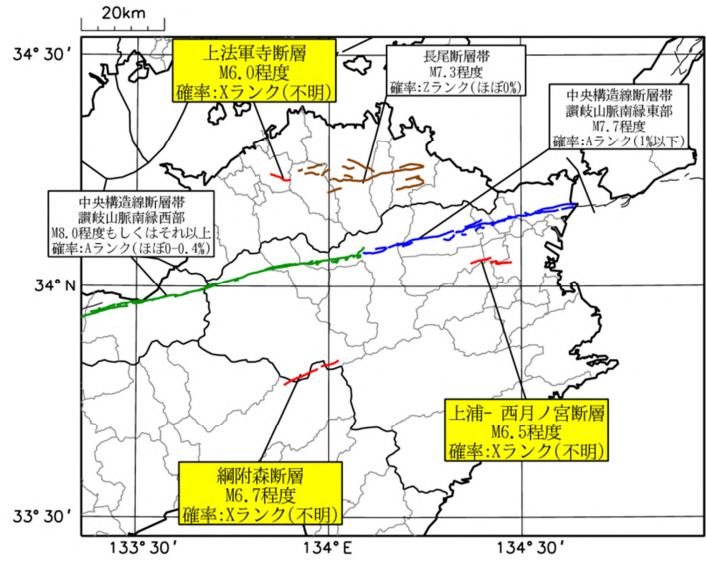 20km
34°30′
上法軍寺断層
M6.0程度
確率:Xランク(不明)
長尾断層帯
M7.3程度
確率:Zランク(ほぼ0%)
中央構造線断層帯
讃岐山脈南縁東部
M7.7程度
確率:Aランク(1%以下)
中央構造線断層帯
讃岐山脈南縁西部
M8.0程度もしくはそれ以上
確率:Aランク(ほぼ0-0.4%)
34°N
上浦- 西月ノ宮断層
M6.5程度
確率:Xランク(不明)
綱附森断層
M6.7程度
確率:Xランク(不明)
33°30′
133°30′
134°E
134°30′